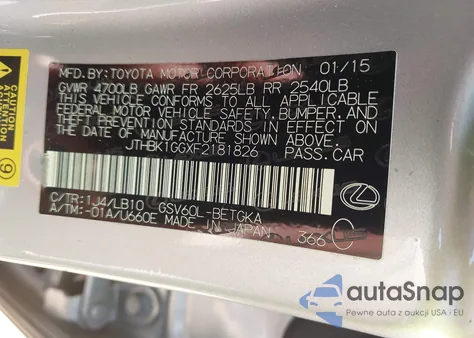 MFD.BY:TOYOTA MOTOR CORPORATION 01/15
GVWR 4700LB GAWR FR 2625LB RR 2540LB
THIS VEHICLE CONFORMS TO ALL APPLICABLE
FEDERAL MOTOR VEHICLE SAFETY,BUMPER,AND
THEFT PREVENTION STANDARDS IN EFFECT ON
THE DATE OF MANUFACTURE SHOWN ABOVE.
JTHBK1GGXF2181826 PASS.CAR
C/TR:1J4/LB10 GSV60L-BETGKA
A/TM:-01A/U660E MADE IN JAPAN 366 C
9
autoSnap
Pewne auta z aukcji USA i EU